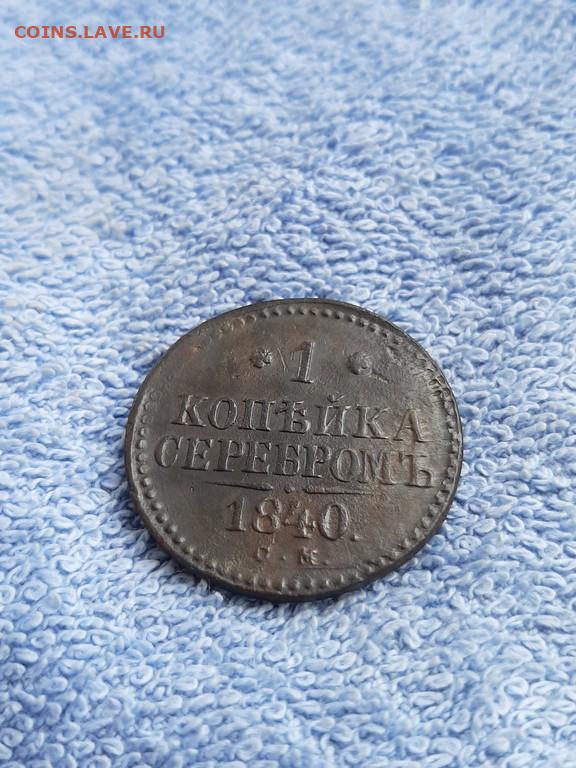 COINS.LAVE.RU
* 1 *
КОПѢЙКА
СЕРЕБРОМЪ
1840.
С. М.